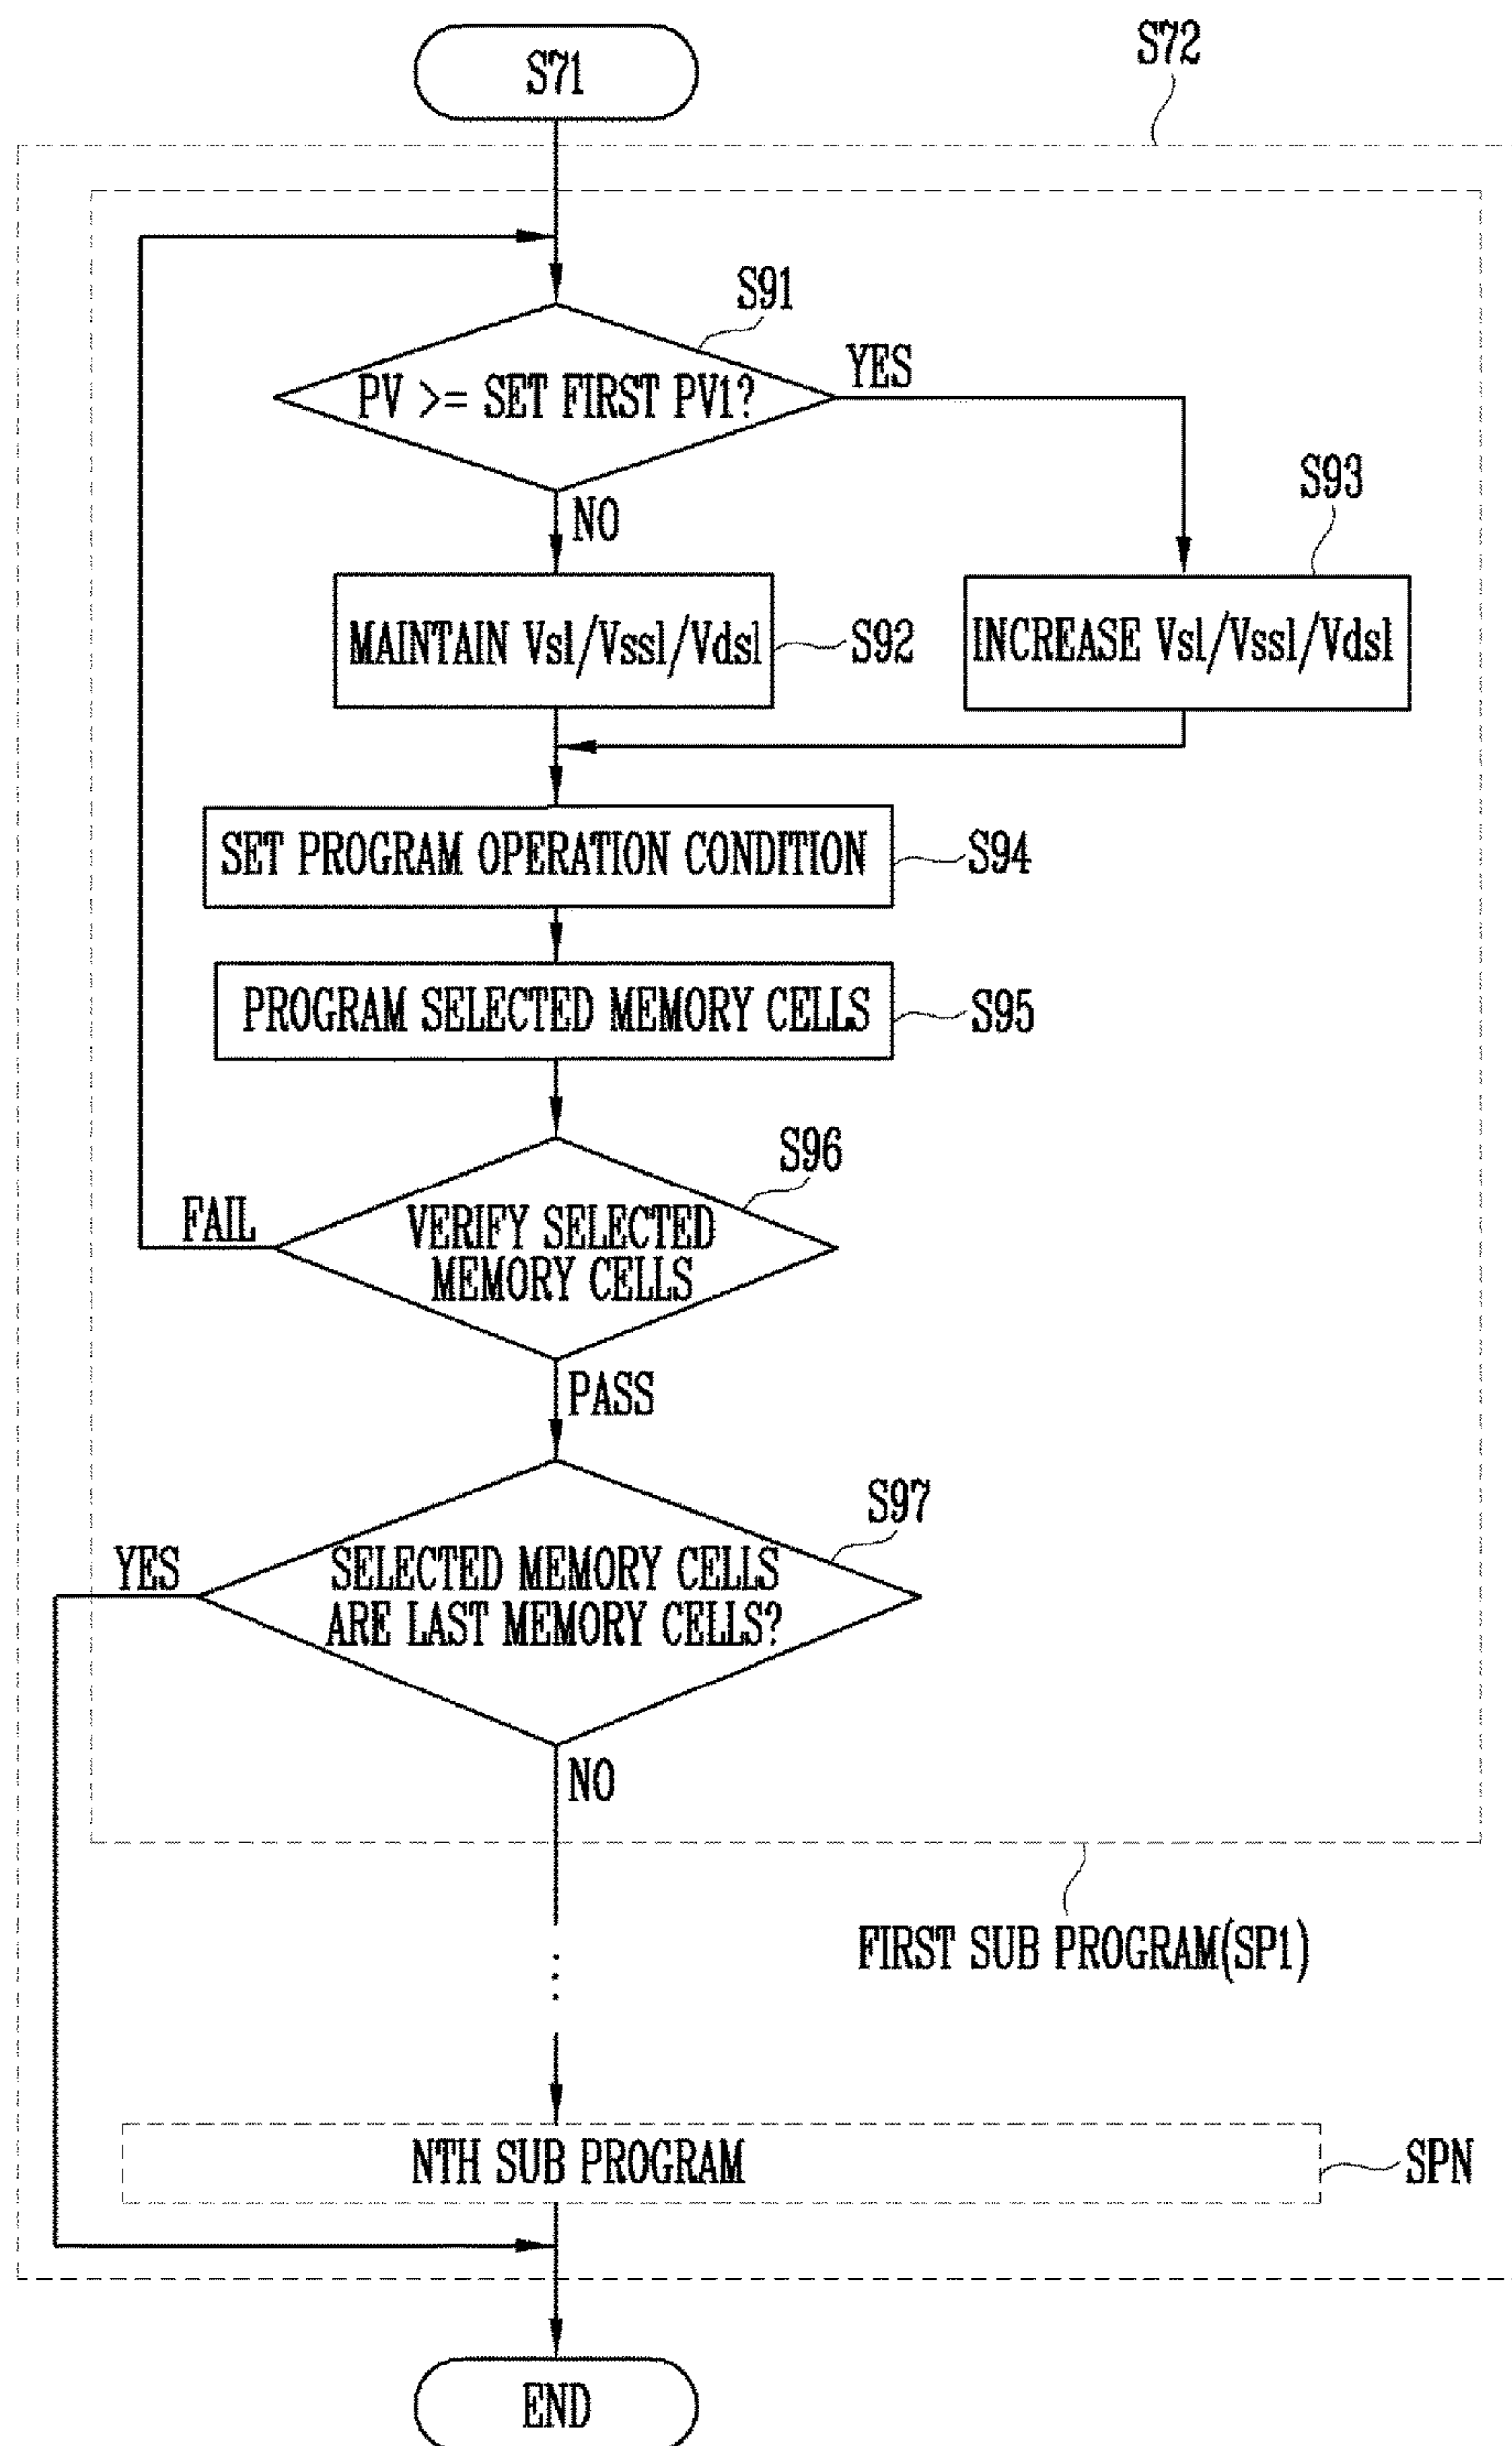 S71
S72
S91
PV >= SET FIRST PV1?
YES
NO
S93
MAINTAIN Vsl/Vssl/Vdsl
S92
INCREASE Vsl/Vssl/Vdsl
SET PROGRAM OPERATION CONDITION
S94
PROGRAM SELECTED MEMORY CELLS
S95
S96
FAIL
VERIFY SELECTED
MEMORY CELLS
PASS
S97
YES
SELECTED MEMORY CELLS
ARE LAST MEMORY CELLS?
NO
FIRST SUB PROGRAM(SP1)
NTH SUB PROGRAM
SPN
END